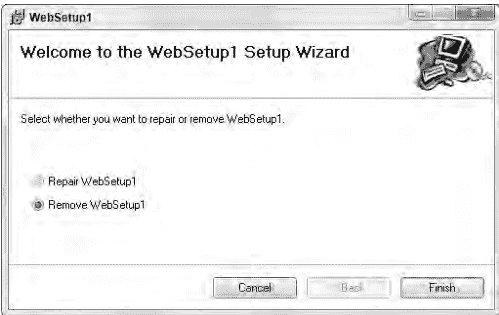 WebSetup1
Welcome to the WebSetup1 Setup Wizard
Select whether you want to repair or remove WebSetup1.
Repair WebSetup1
Remove WebSetup1
Cancel Back Finish